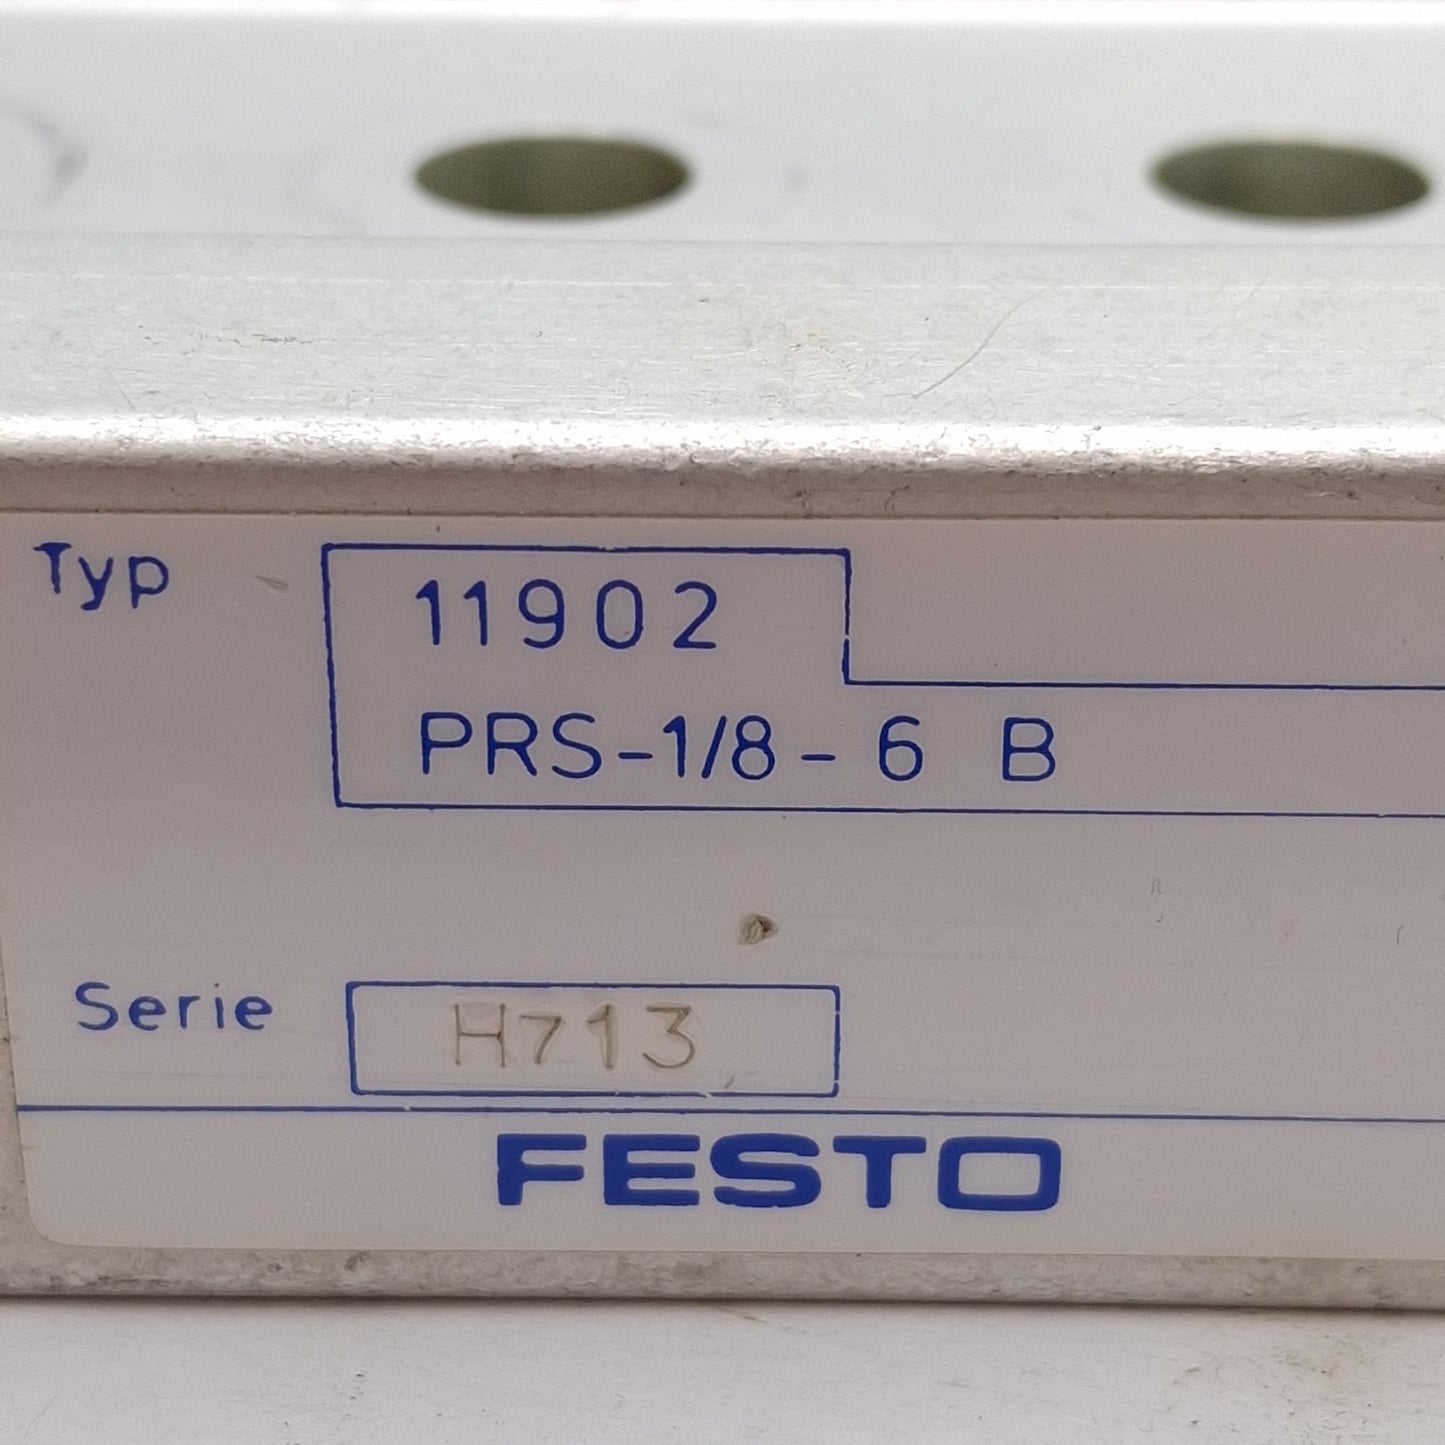 Typ
11902
PRS-1/8-6 B
Serie
H713
FESTO